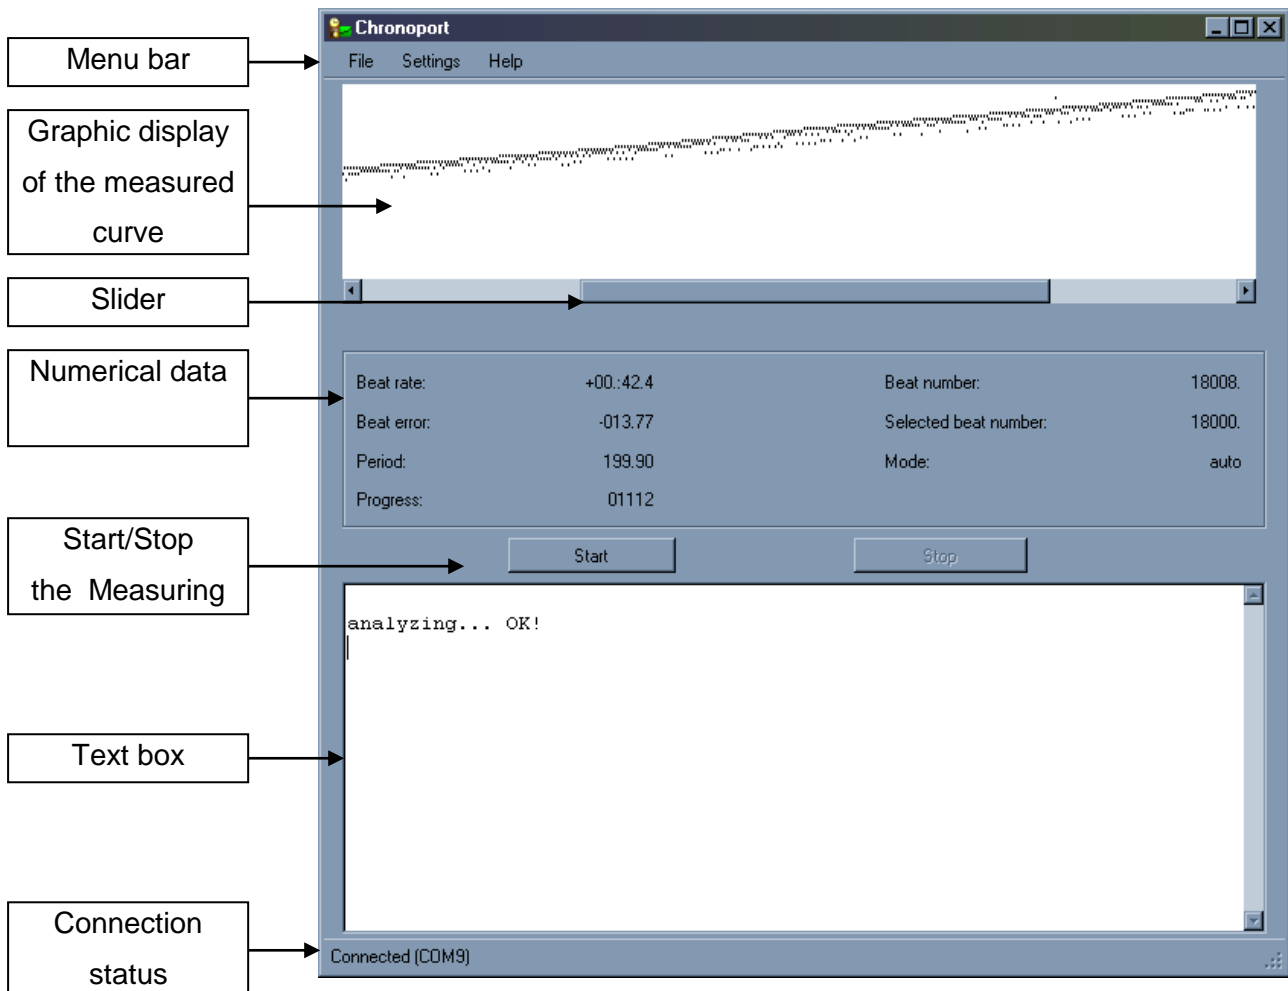 Chronoport
Menu bar
File Settings Help
Graphic display
of the measured
curve
Slider
Numerical data
Beat rate: +00.:42.4 Beat number: 18008.
Beat error: -013.77 Selected beat number: 18000.
Period: 199.90 Mode: auto
Progress: 01112
Start/Stop
the Measuring
Start Stop
analyzing... OK!
Text box
Connection
status
Connected (COM9)